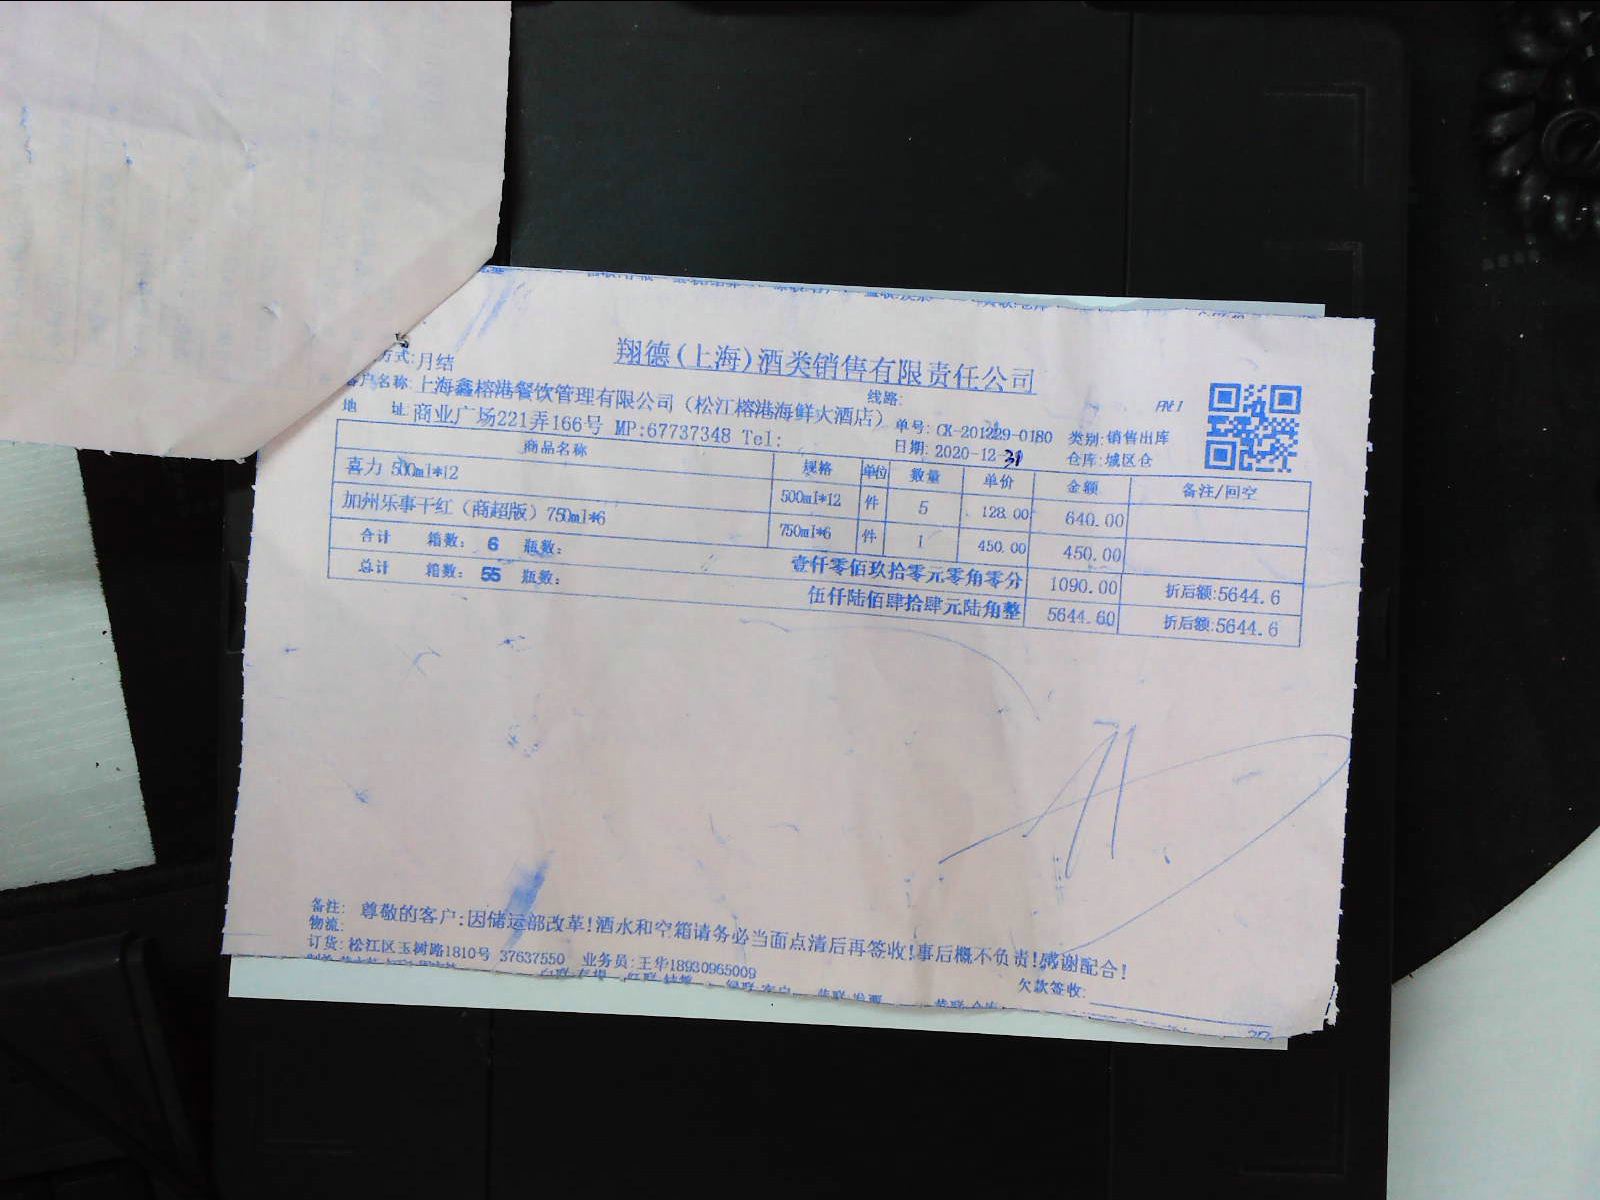 方式:月结
翔德(上海)酒类销售有限责任公司
客户名称:上海鑫榕港餐饮管理有限公司(松江榕港海鲜大酒店)
线路:
地 址 商业广场221弄166号 MP:67737348 Tel:
单号: CK-201229-0180 类别:销售出库
日期: 2020-12-31 仓库:城区仓
商品名称 规格 单位 数量 单价 金额 备注/回空
喜力 500ml*12 500ml*12 件 5 128.00 640.00
加州乐事干红(商超版)750ml*6 750ml*6 件 1 450.00 450.00
合计 箱数: 6 瓶数: 壹仟零佰玖拾零元零角零分 1090.00 折后额:5644.6
总计 箱数: 55 瓶数: 伍仟陆佰肆拾肆元陆角整 5644.60 折后额:5644.6
备注: 尊敬的客户:因储运部改革!酒水和空箱请务必当面点清后再签收!事后概不负责!感谢配合!
物流:
订货:松江区玉树路1810号 37637550 业务员:王华18930965009
欠款签收: